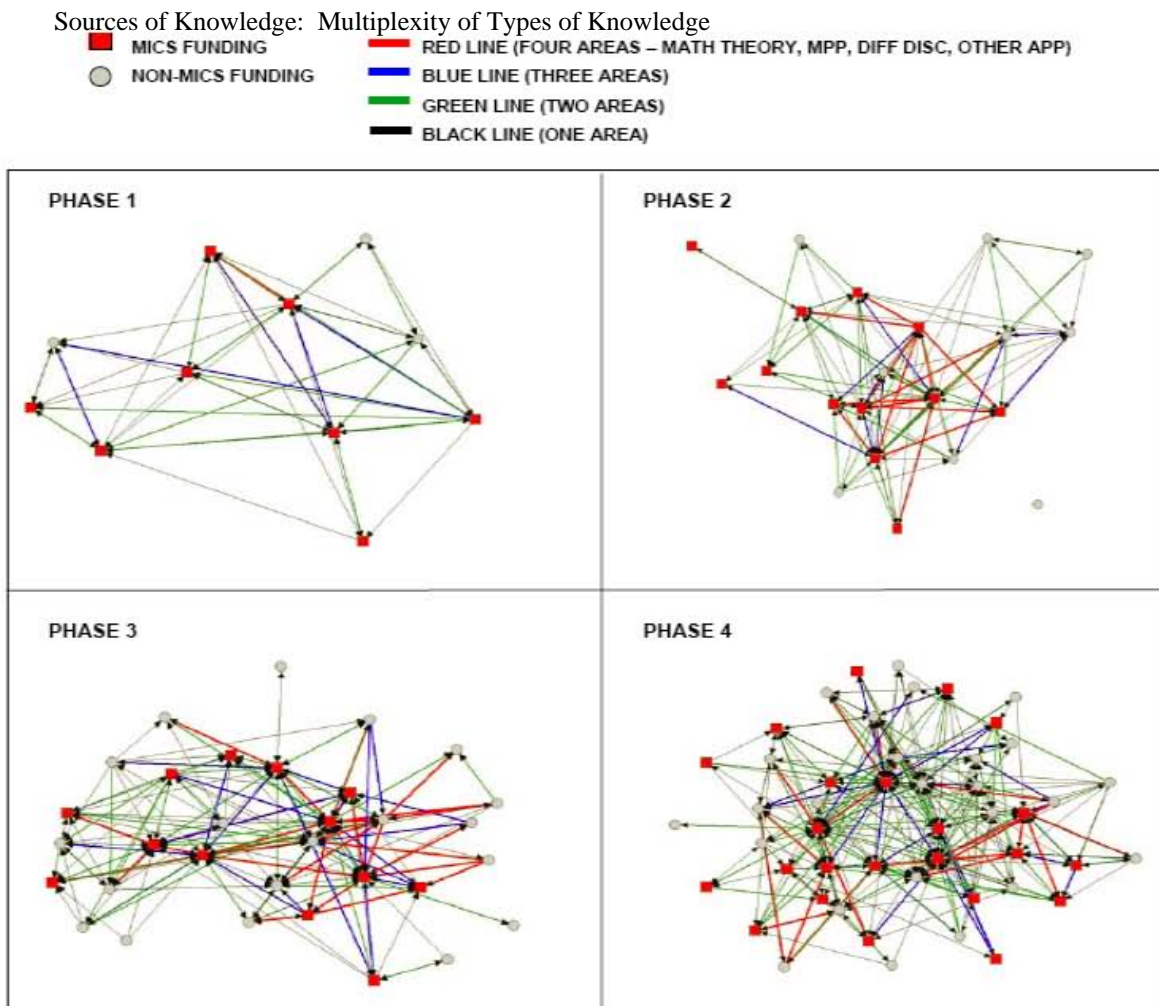 Sources of Knowledge: Multiplexity of Types of Knowledge
MICS FUNDING
NON-MICS FUNDING
RED LINE (FOUR AREAS – MATH THEORY, MPP, DIFF DISC, OTHER APP)
BLUE LINE (THREE AREAS)
GREEN LINE (TWO AREAS)
BLACK LINE (ONE AREA)
PHASE 1
PHASE 2
PHASE 3
PHASE 4